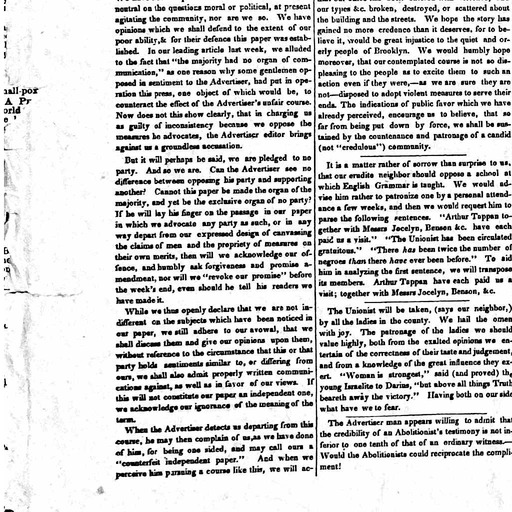 neutral on the questions moral or political, at present
agitating the community, nor are we so. We have
opinions which we shall defend to the extent of our
poor ability,& for their defence this paper was estab-
lished. In our leading article last week, we alluded
to the fact that "the majority had no organ of com-
munication," as one reason why some gentlemen op-
posed in sentiment to the Advertiser, had put in ope-
ration this press, one object of which would be, to
counteract the effect of the Advertiser's unfair course.
Now does not this show clearly, that in charging us
as guilty of inconsistency because we oppose the
measures he advocates, the Advertiser editor brings
against us a groundless accusation.
But it will perhaps be said, we are pledged to no
party. And so we are. Can the Advertiser see no
difference between opposing his party and supporting
another? Cannot this paper be made the organ of the
majority, and yet be the exclusive organ of no party?
If he will lay his finger on the passage in our paper
in which we advocate any party as such, or in any
way depart from our expressed design of canvassing
the claims of men and the propriety of measures on
their own merits, then will we acknowledge our of-
fence, and humbly ask forgiveness and promise a-
mendment, nor will we "revoke our promise" before
the week's end, even should he tell his readers we
have made it.
While we thus openly declare that we are not in-
different on the subjects which have been noticed in
our paper, we still adhere to our avowal, that we
shall discuss them and give our opinions upon them,
without reference to the circumstance that this or that
party holds sentiments similar to, or differing from
ours, we shall also admit properly written communi-
cations against, as well as in favor of our views. If
this will not constitute our paper an independent one,
we acknowledge our ignorance of the meaning of the
term.
When the Advertiser detects us departing from this
course, he may then complain of us,as we have done
of him, for being one sided, and may call ours a
"counterfeit independent paper." And when we
perceive him pursuing a course like this, we will ac-
our types &c. broken, destroyed, or scattered about
the building and the streets. We hope the story has
gained no more credence than it deserves, for to be-
lieve it, would be great injustice to the quiet and or-
erly people of Brooklyn. We would humbly hope
moreover, that our contemplated course is not so dis-
pleasing to the people as to excite them to such an
action even if they were,—as we are sure they are
not—disposed to adopt violent measures to serve their
ends. The indications of public favor which we have
already perceived, encourage us to believe, that so
far from being put down by force, we shall be sus-
tained by the countenance and patronage of a candid
(not "credulous") community.
It is a matter rather of sorrow than surprise to us,
that our erudite neighbor should oppose a school at
which English Grammar is taught. We would ad-
vise him rather to patronize one by a personal attend-
ance a few weeks, and then we would request him to
parse the following sentences. "Arthur Tappan to-
gether with Messrs Jocelyn, Benson &c. have each
paid us a visit." "The Unionist has been circulated
gratuitous." "There has been twice the number of
negroes than there have ever been before." To aid
him in analyzing the first sentence, we will transpose
its members. Arthur Tappan have each paid us a
visit; together with Messrs Jocelyn, Benson, &c.
The Unionist will be taken, (says our neighbor,)
by all the ladies in the county. We hail the omen
with joy. The patronage of the ladies we should
value highly, both from the exalted opinions we en-
tertain of the correctness of their taste and judgement,
and from a knowledge of the great influence they ex-
ert. "Woman is strongest," said (and proved) the
young Israelite to Darius, "but above all things Truth
beareth away the victory." Having both on our side
what have we to fear.
The Advertiser man appears willing to admit that
the credibility of an Abolitionist's testimony is not in-
ferior to one tenth of that of an ordinary witness.—
Would the Abolitionists could reciprocate the compli-
ment!